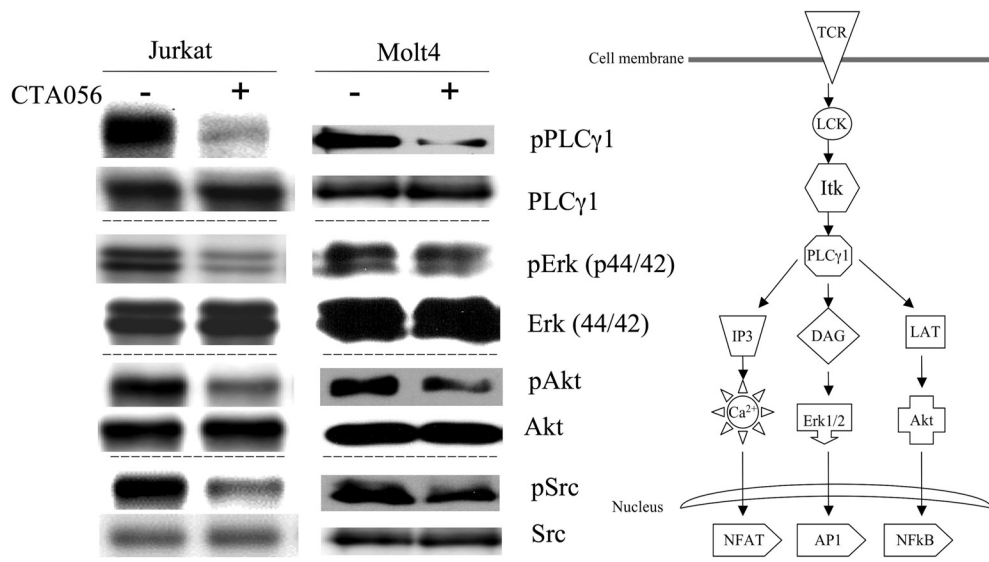 Jurkat
Molt4
CTA056
- +
- +
pPLCγ1
PLCγ1
pErk (p44/42)
Erk (44/42)
pAkt
Akt
pSrc
Src
TCR
Cell membrane
LCK
Itk
PLCγ1
IP3
DAG
LAT
Ca²⁺
Erk1/2
Akt
Nucleus
NFAT
AP1
NFkB